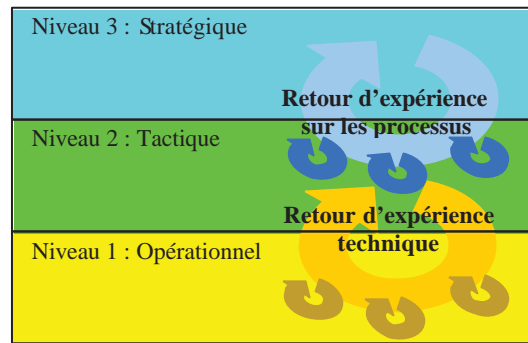 Niveau 3 : Stratégique
Retour d'expérience
sur les processus
Niveau 2 : Tactique
Retour d'expérience
technique
Niveau 1 : Opérationnel